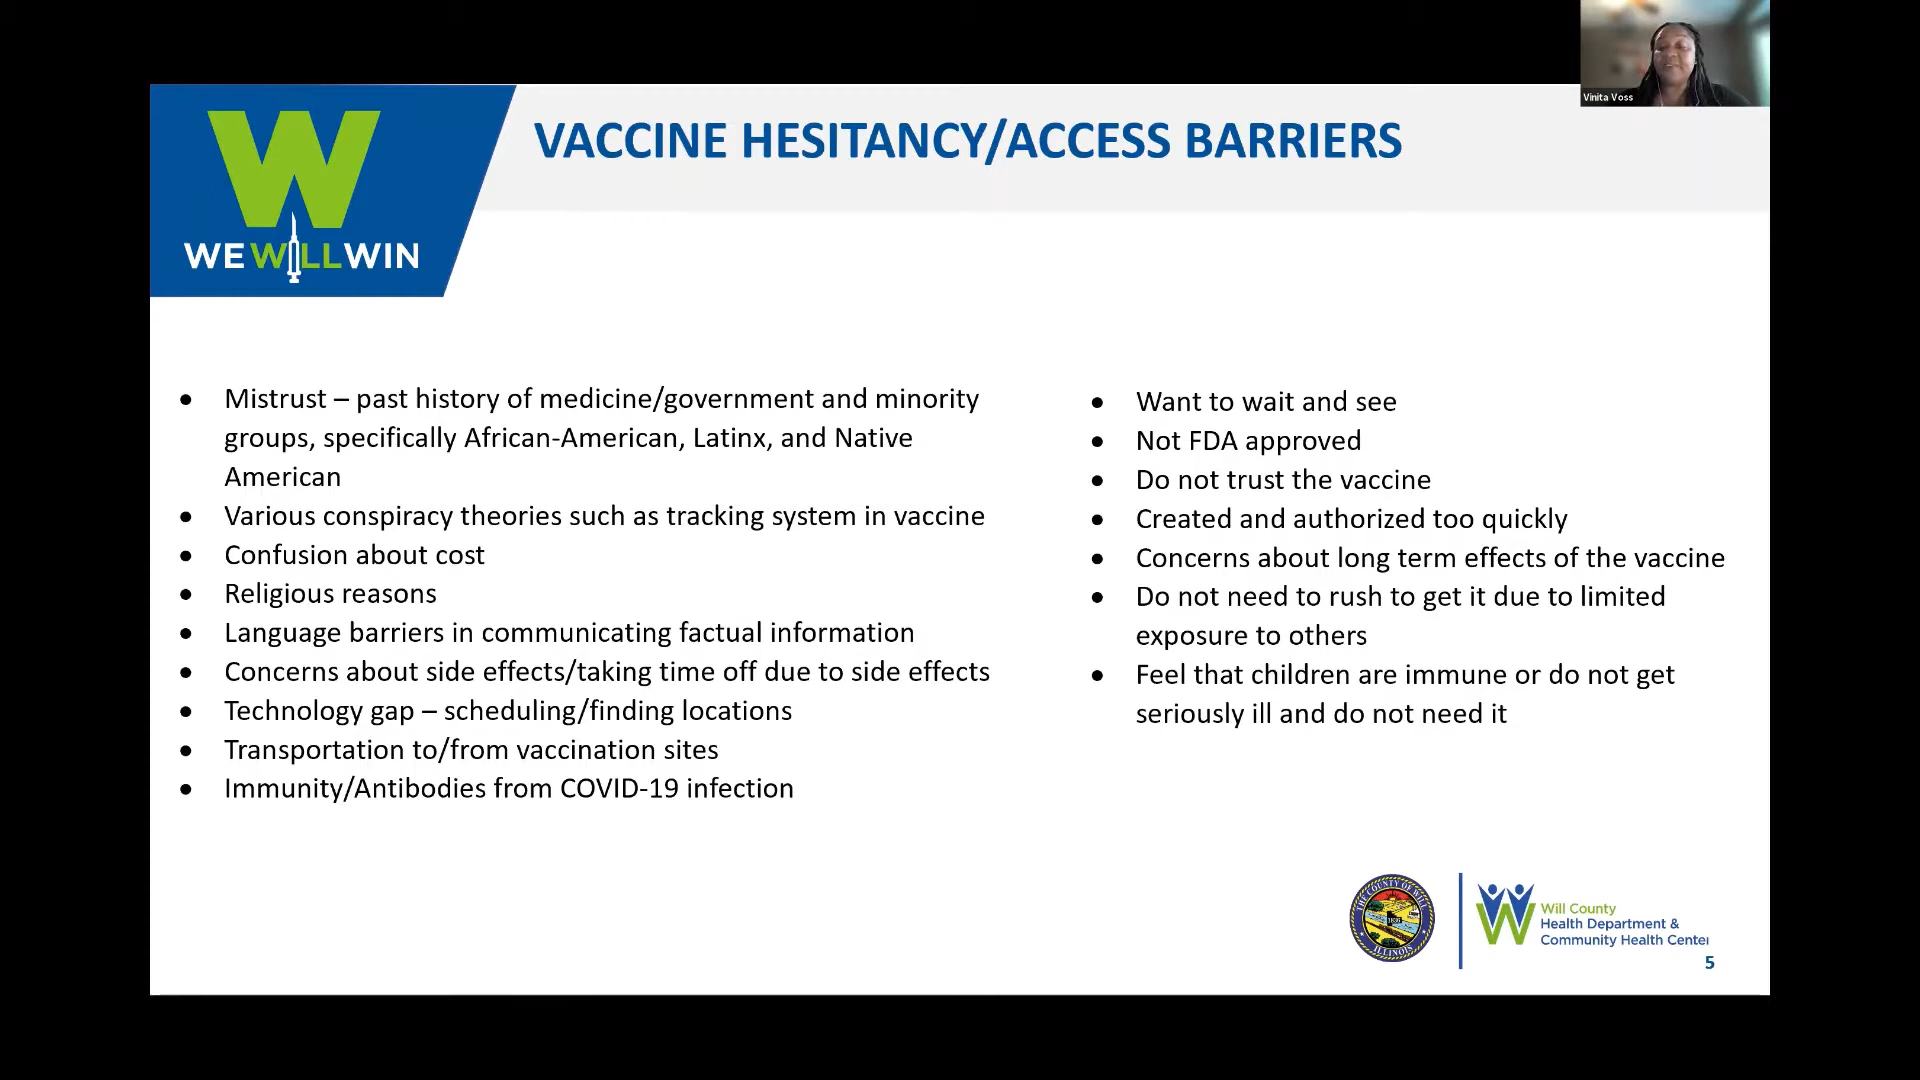 Vinita Voss
W
WE WILL WIN
VACCINE HESITANCY/ACCESS BARRIERS
● Mistrust – past history of medicine/government and minority
groups, specifically African-American, Latinx, and Native
American
● Various conspiracy theories such as tracking system in vaccine
● Confusion about cost
● Religious reasons
● Language barriers in communicating factual information
● Concerns about side effects/taking time off due to side effects
● Technology gap – scheduling/finding locations
● Transportation to/from vaccination sites
● Immunity/Antibodies from COVID-19 infection
● Want to wait and see
● Not FDA approved
● Do not trust the vaccine
● Created and authorized too quickly
● Concerns about long term effects of the vaccine
● Do not need to rush to get it due to limited
exposure to others
● Feel that children are immune or do not get
seriously ill and do not need it
THE COUNTY OF WILL
1836
ILLINOIS
Will County
Health Department &
Community Health Center
5